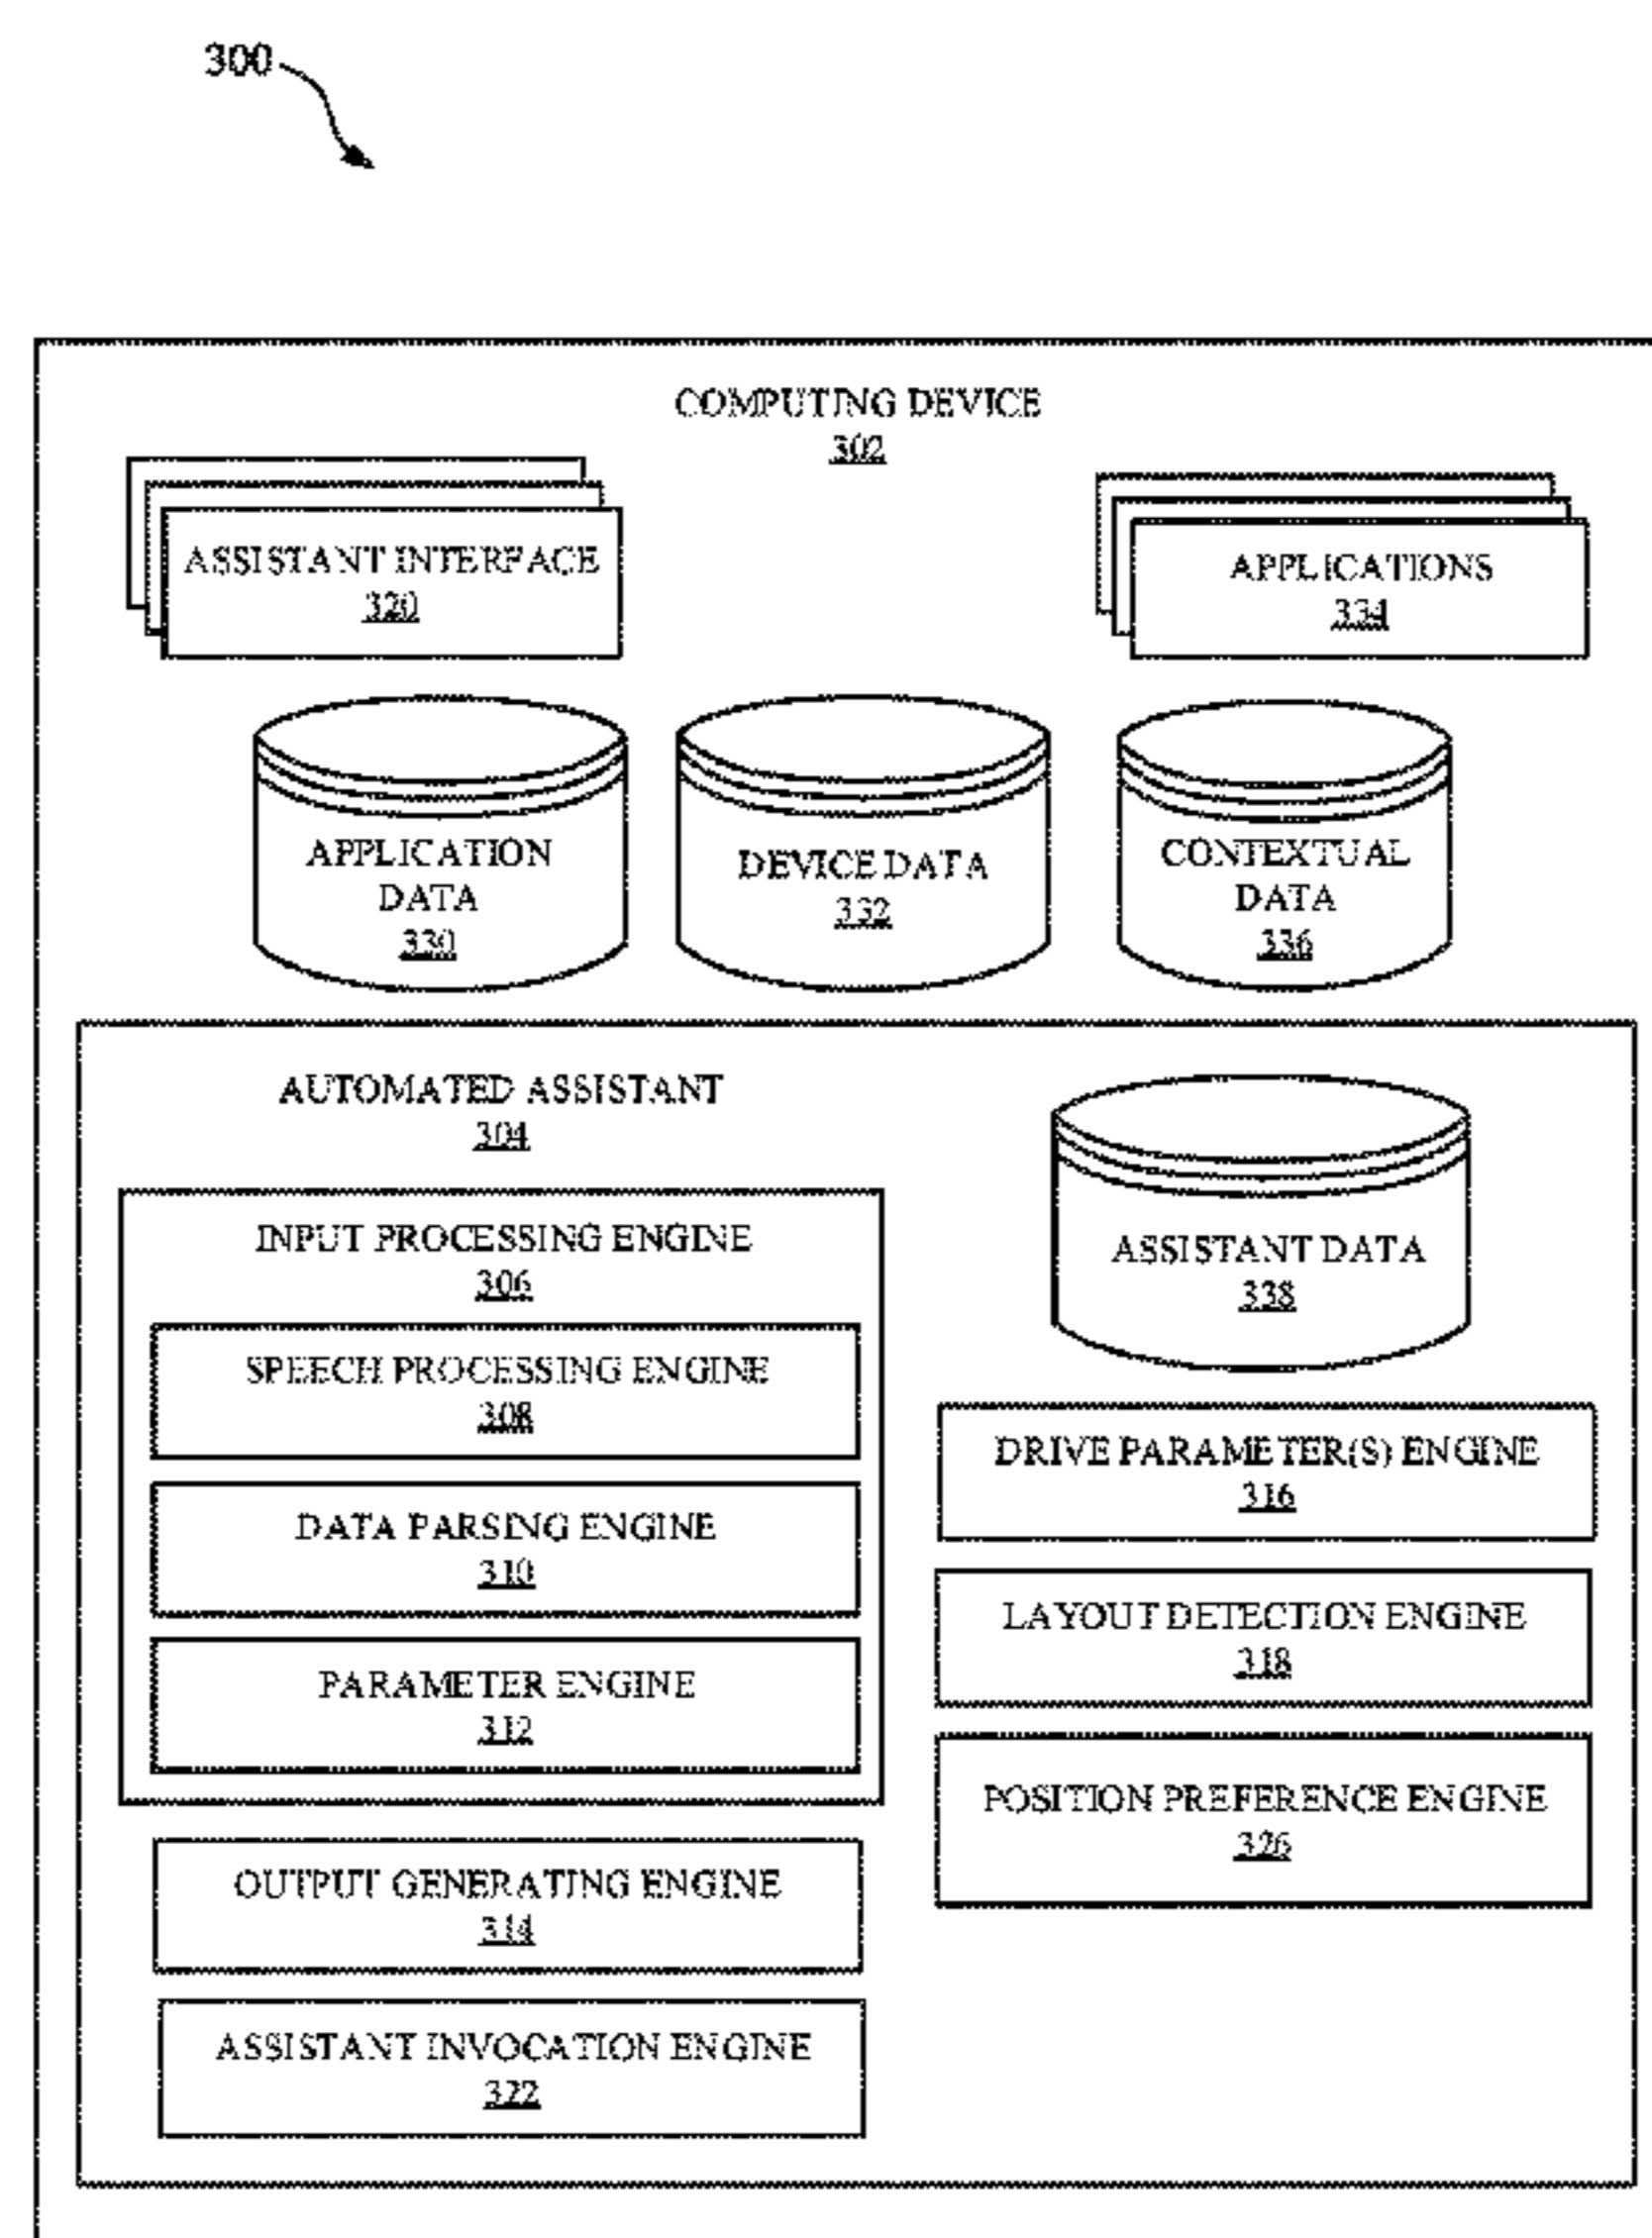 300
COMPUTING DEVICE
302
ASSISTANT INTERFACE
320
APPLICATIONS
334
APPLICATION
DATA
330
DEVICE DATA
332
CONTEXTUAL
DATA
336
AUTOMATED ASSISTANT
304
INPUT PROCESSING ENGINE
306
SPEECH PROCESSING ENGINE
308
DATA PARSING ENGINE
310
PARAMETER ENGINE
312
OUTPUT GENERATING ENGINE
314
ASSISTANT INVOCATION ENGINE
322
ASSISTANT DATA
338
DRIVE PARAMETER(S) ENGINE
316
LAYOUT DETECTION ENGINE
318
POSITION PREFERENCE ENGINE
326